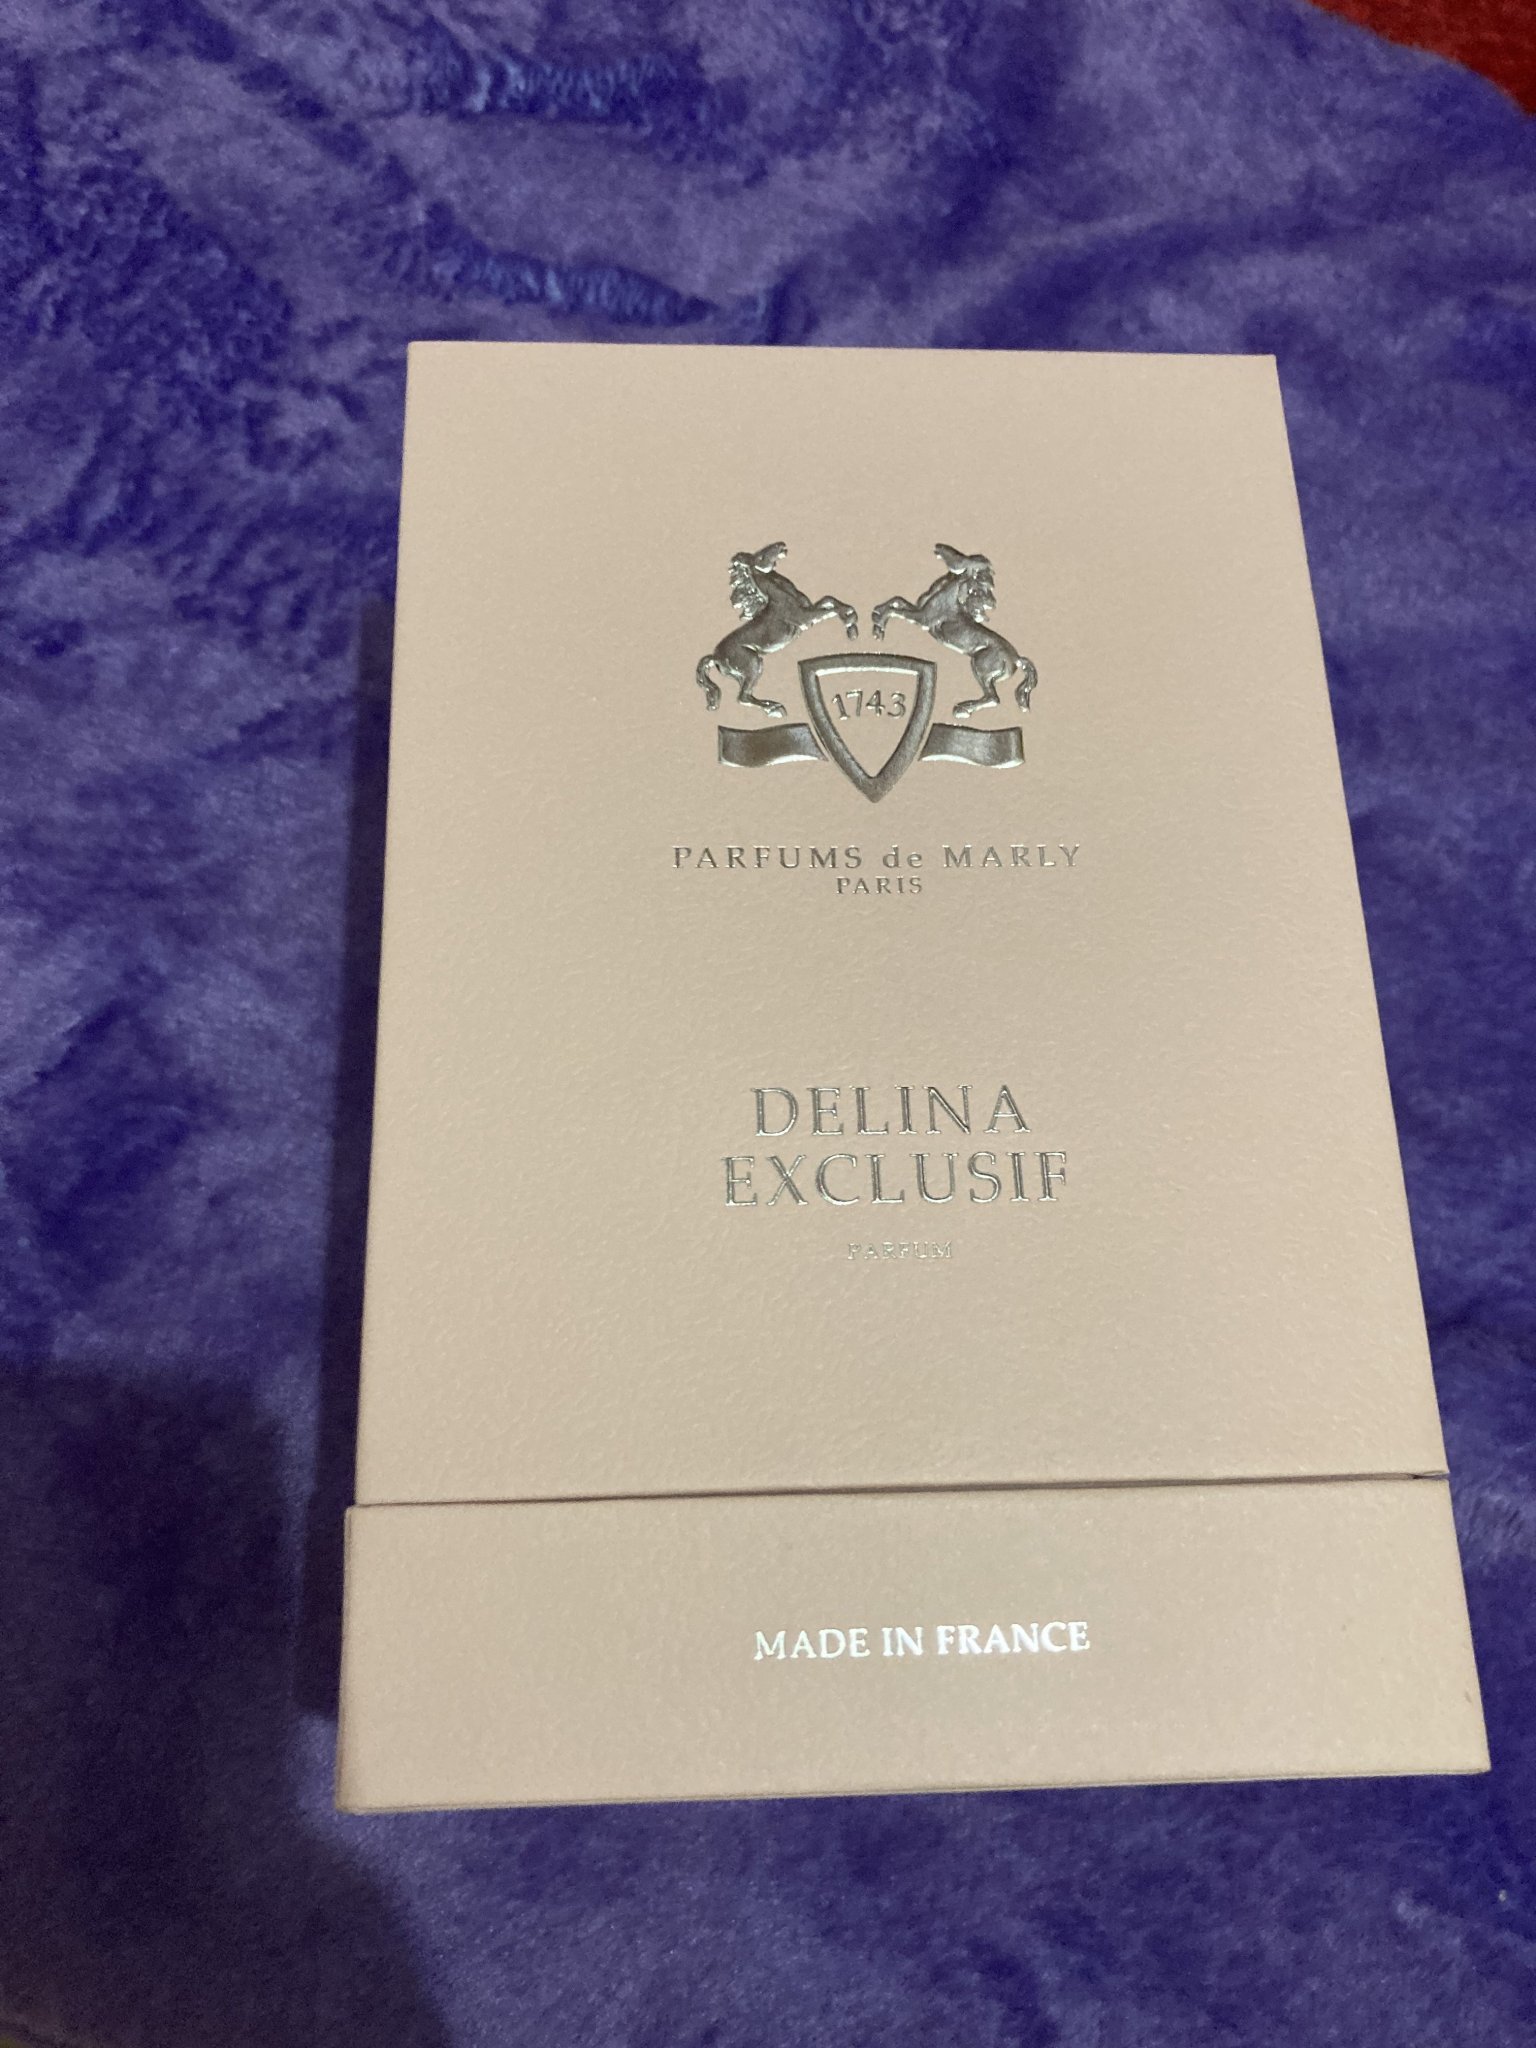 1743
PARFUMS de MARLY
PARIS
DELINA
EXCLUSIF
PARFUM
MADE IN FRANCE